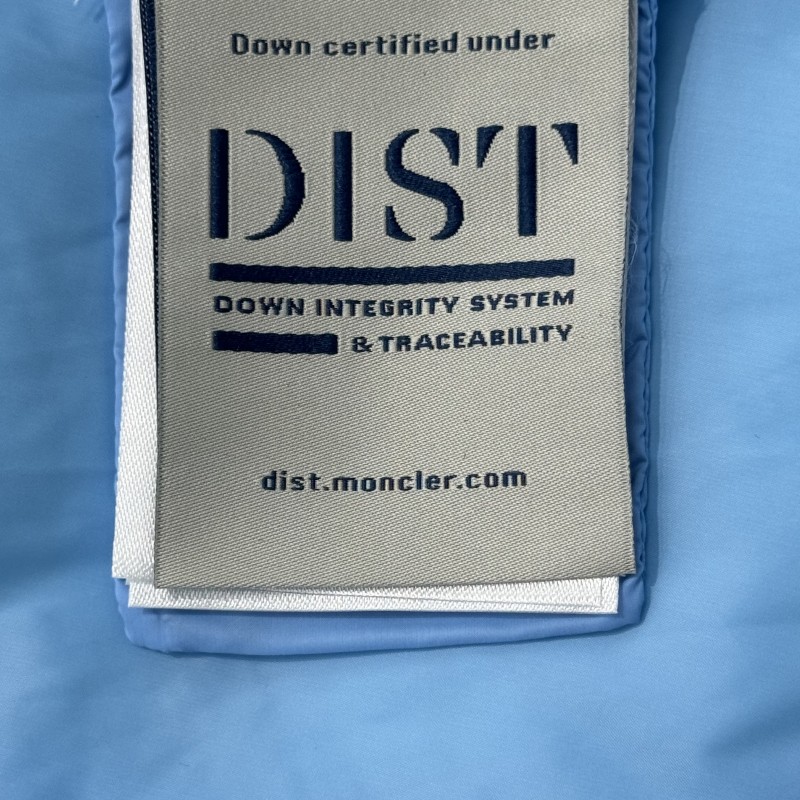 Down certified under
DIST
DOWN INTEGRITY SYSTEM
& TRACEABILITY
dist.moncler.com